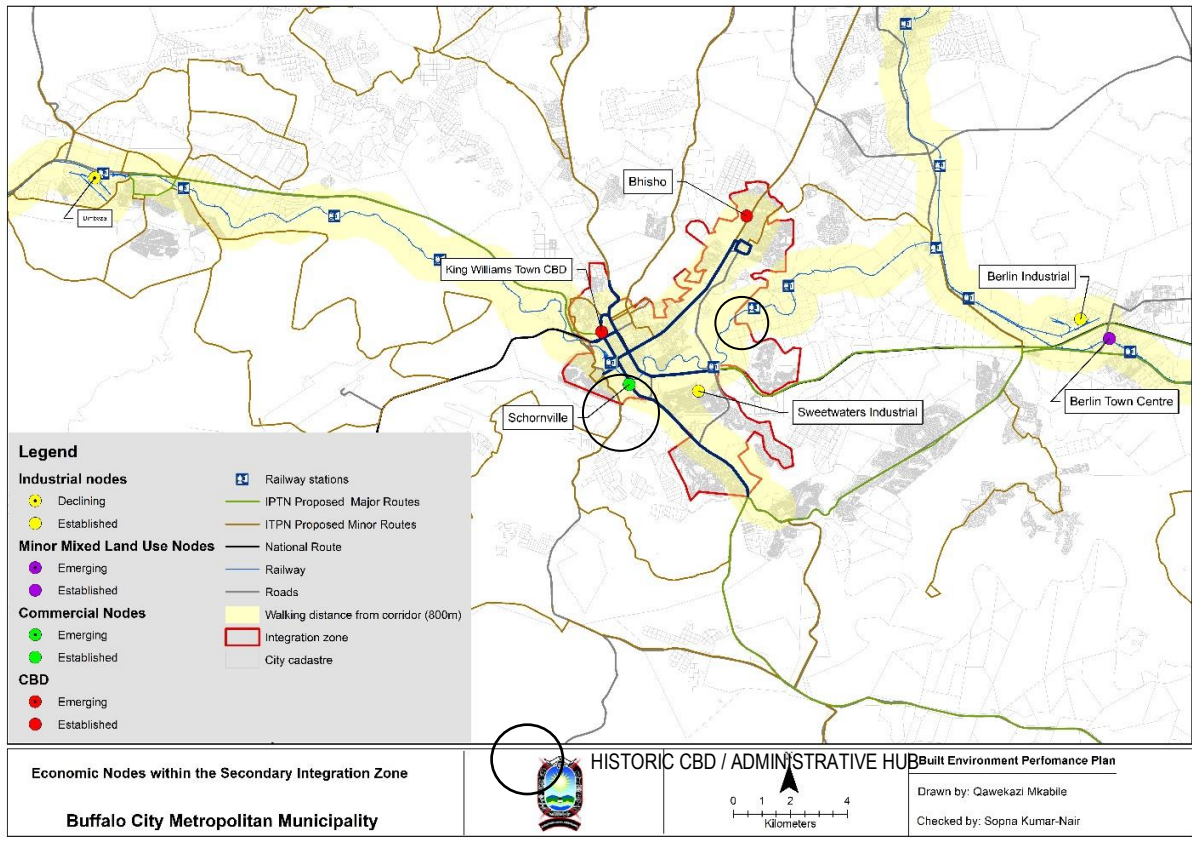 Bhisho
King Williams Town CBD
Berlin Industrial
Berlin Town Centre
Schornville
Sweetwaters Industrial
Legend
Industrial nodes
Declining
Established
Minor Mixed Land Use Nodes
Emerging
Established
Commercial Nodes
Emerging
Established
CBD
Emerging
Established
Railway stations
IPTN Proposed Major Routes
ITPN Proposed Minor Routes
National Route
Railway
Roads
Walking distance from corridor (800m)
Integration zone
City cadastre
Economic Nodes within the Secondary Integration Zone
Buffalo City Metropolitan Municipality
HISTORIC CBD / ADMINISTRATIVE HUB
0 1 2 4
Kilometers
Built Environment Perfomance Plan
Drawn by: Qawekazi Mkabile
Checked by: Sopna Kumar-Nair